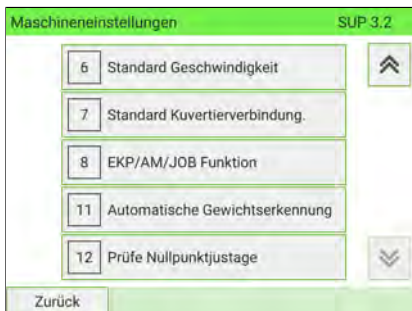 Maschineneinstellungen SUP 3.2
6 Standard Geschwindigkeit
7 Standard Kuvertierverbindung.
8 EKP/AM/JOB Funktion
11 Automatische Gewichtserkennung
12 Prüfe Nullpunktjustage
Zurück